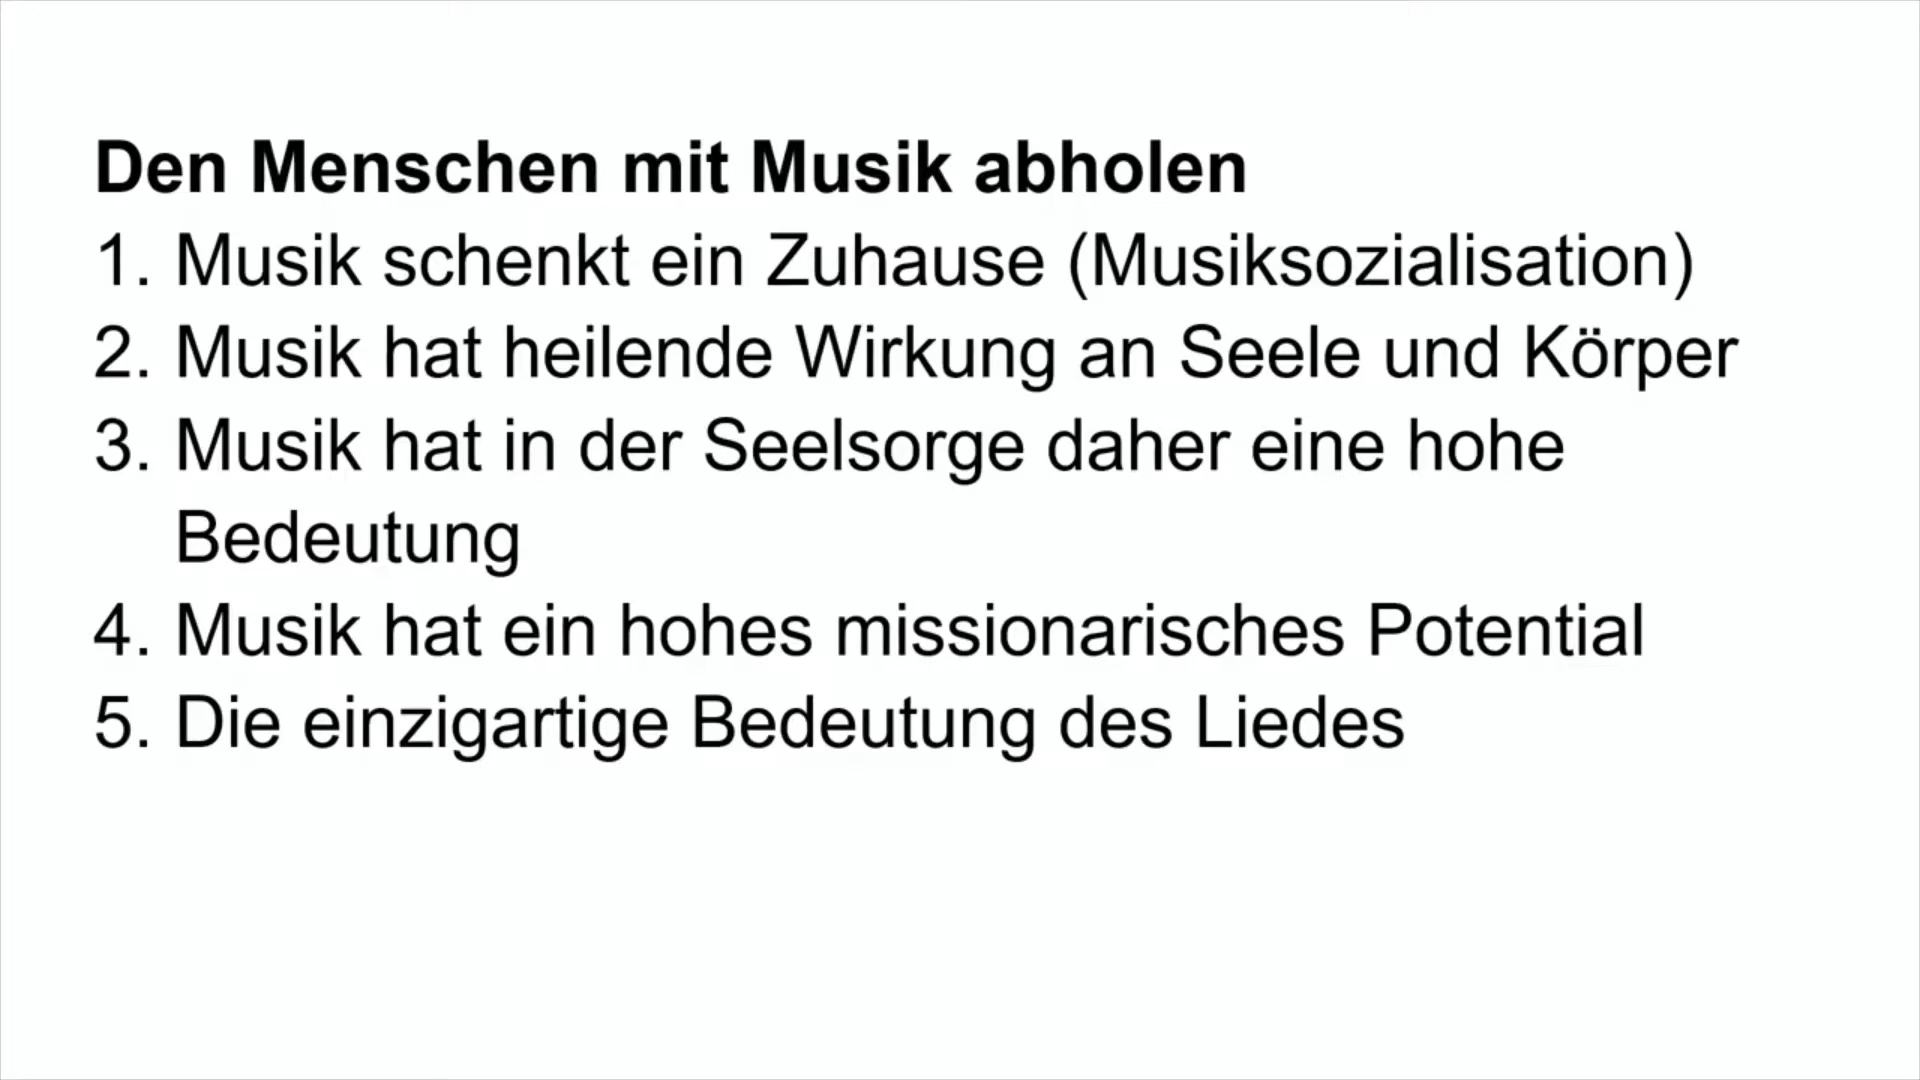 Den Menschen mit Musik abholen
1. Musik schenkt ein Zuhause (Musiksozialisation)
2. Musik hat heilende Wirkung an Seele und Körper
3. Musik hat in der Seelsorge daher eine hohe
Bedeutung
4. Musik hat ein hohes missionarisches Potential
5. Die einzigartige Bedeutung des Liedes